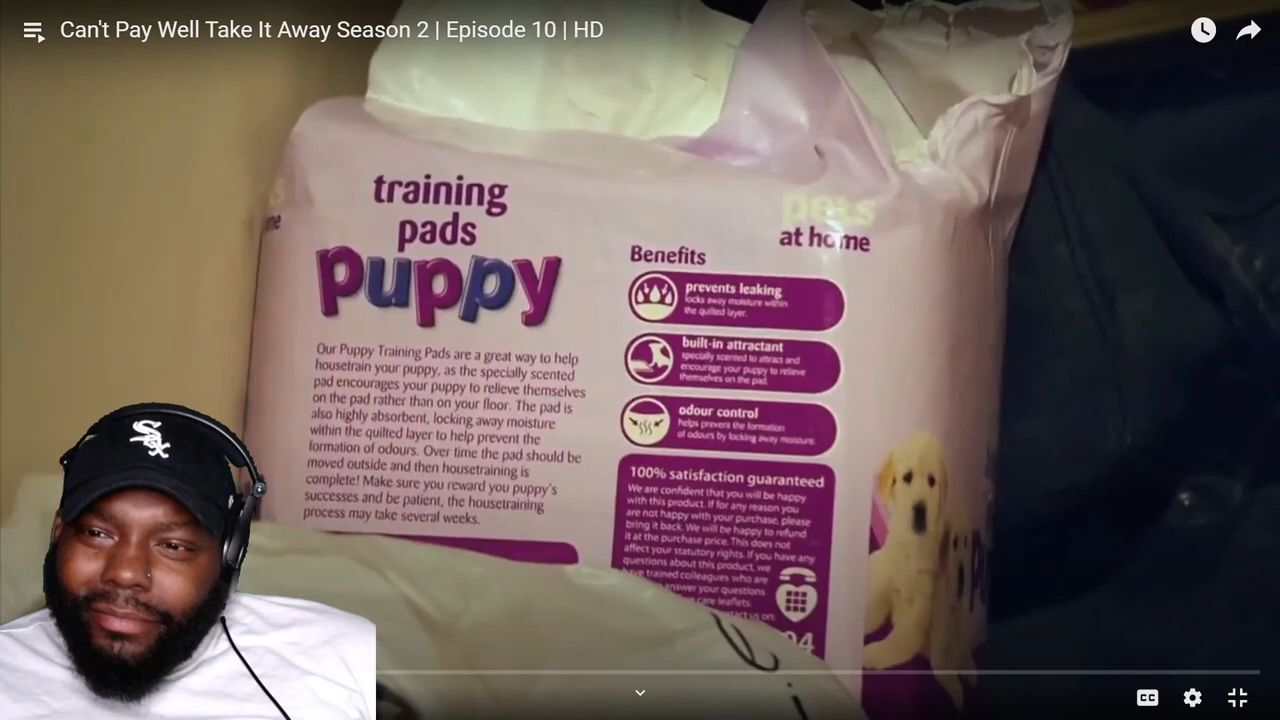 Can't Pay Well Take It Away Season 2 | Episode 10 | HD
training
pads
puppy
Our Puppy Training Pads are a great way to help
housetrain your puppy, as the specially scented
pad encourages your puppy to relieve themselves
on the pad rather than on your floor. The pad is
also highly absorbent, locking away moisture
within the quilted layer to help prevent the
formation of odours. Over time the pad should be
moved outside and then housetraining is
complete! Make sure you reward you puppy's
successes and be patient, the housetraining
process may take several weeks.
pets
at home
Benefits
prevents leaking
locks away moisture within
the quilted layer.
built-in attractant
specially scented to attract and
encourage your puppy to relieve
themselves on the pad.
odour control
helps prevent the formation
of odours by locking away moisture.
100% satisfaction guaranteed
We are confident that you will be happy
with this product. If for any reason you
are not happy with your purchase, please
bring it back. We will be happy to refund
it at the purchase price. This does not
affect your statutory rights. If you have any
questions about this product, we
have trained colleagues who are
answer your questions
care leaflets.
us on:
04
Sox
CC